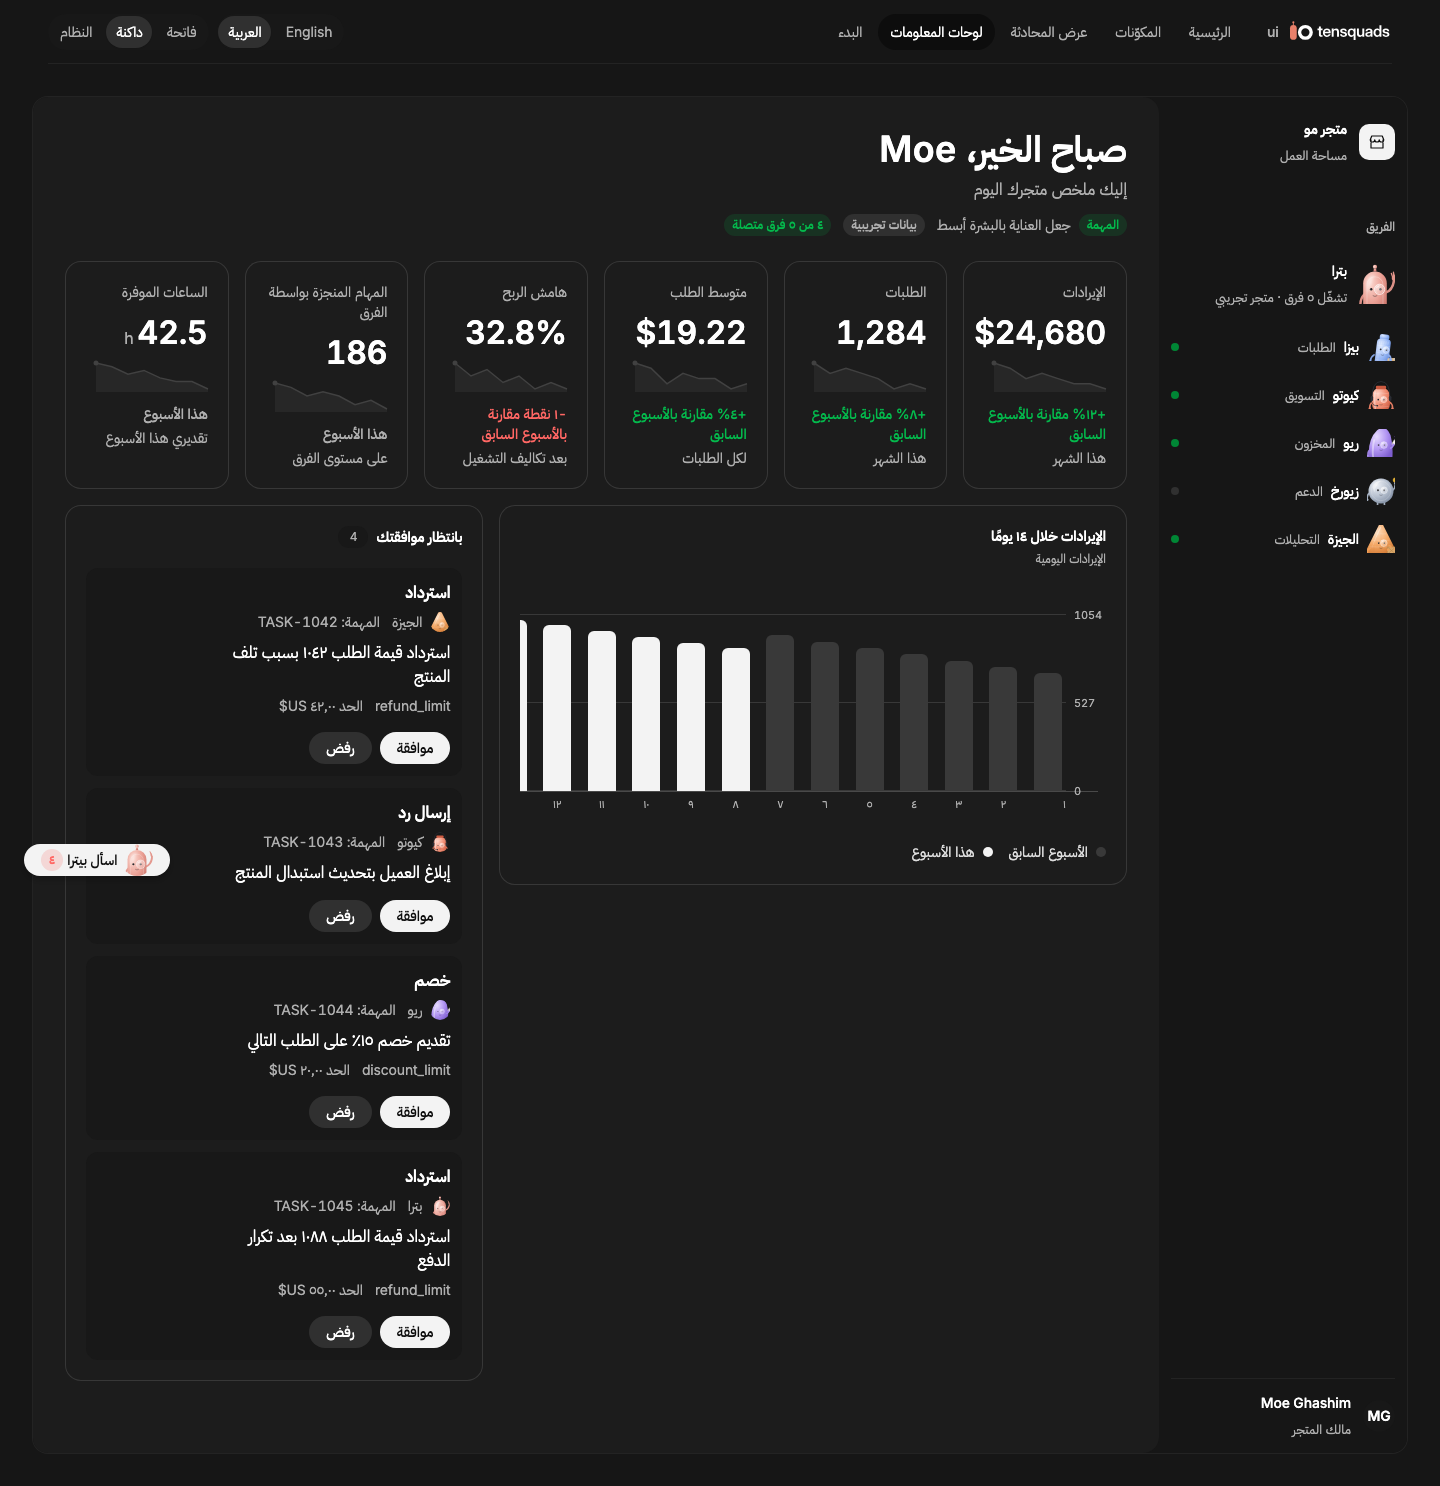 tensquads ui
الرئيسية
المكوّنات
عرض المحادثة
لوحات المعلومات
البدء
English
العربية
فاتحة
داكنة
النظام
متجر مو
مساحة العمل
الفريق
بترا
تشغّل ٥ فرق · متجر تجريبي
بيزا الطلبات
كيوتو التسويق
ريو المخزون
زيورخ الدعم
الجيزة التحليلات
MG
Moe Ghashim
مالك المتجر
صباح الخير، Moe
إليك ملخص متجرك اليوم
المهمة جعل العناية بالبشرة أبسط بيانات تجريبية ٤ من ٥ فرق متصلة
الإيرادات
$24,680
+١٢% مقارنة بالأسبوع
السابق
هذا الشهر
الطلبات
1,284
+٨% مقارنة بالأسبوع
السابق
هذا الشهر
متوسط الطلب
$19.22
+٤% مقارنة بالأسبوع
السابق
لكل الطلبات
هامش الربح
32.8%
-١ نقطة مقارنة
بالأسبوع السابق
بعد تكاليف التشغيل
المهام المنجزة بواسطة
الفرق
186
هذا الأسبوع
على مستوى الفرق
الساعات الموفرة
42.5 h
هذا الأسبوع
تقديري هذا الأسبوع
الإيرادات خلال ١٤ يومًا
الإيرادات اليومية
1054
527
0
١ ٢ ٣ ٤ ٥ ٦ ٧ ٨ ٩ ١٠ ١١ ١٢
الأسبوع السابق
هذا الأسبوع
بانتظار موافقتك 4
استرداد
الجيزة المهمة: TASK-1042
استرداد قيمة الطلب ١٠٤٢ بسبب تلف
المنتج
refund_limit الحد ٤٢,٠٠ US$
موافقة
رفض
إرسال رد
كيوتو المهمة: TASK-1043
إبلاغ العميل بتحديث استبدال المنتج
موافقة
رفض
خصم
ريو المهمة: TASK-1044
تقديم خصم ١٥٪ على الطلب التالي
discount_limit الحد ٢٠,٠٠ US$
موافقة
رفض
استرداد
بترا المهمة: TASK-1045
استرداد قيمة الطلب ١٠٨٨ بعد تكرار
الدفع
refund_limit الحد ٥٥,٠٠ US$
موافقة
رفض
اسأل بيترا ٤